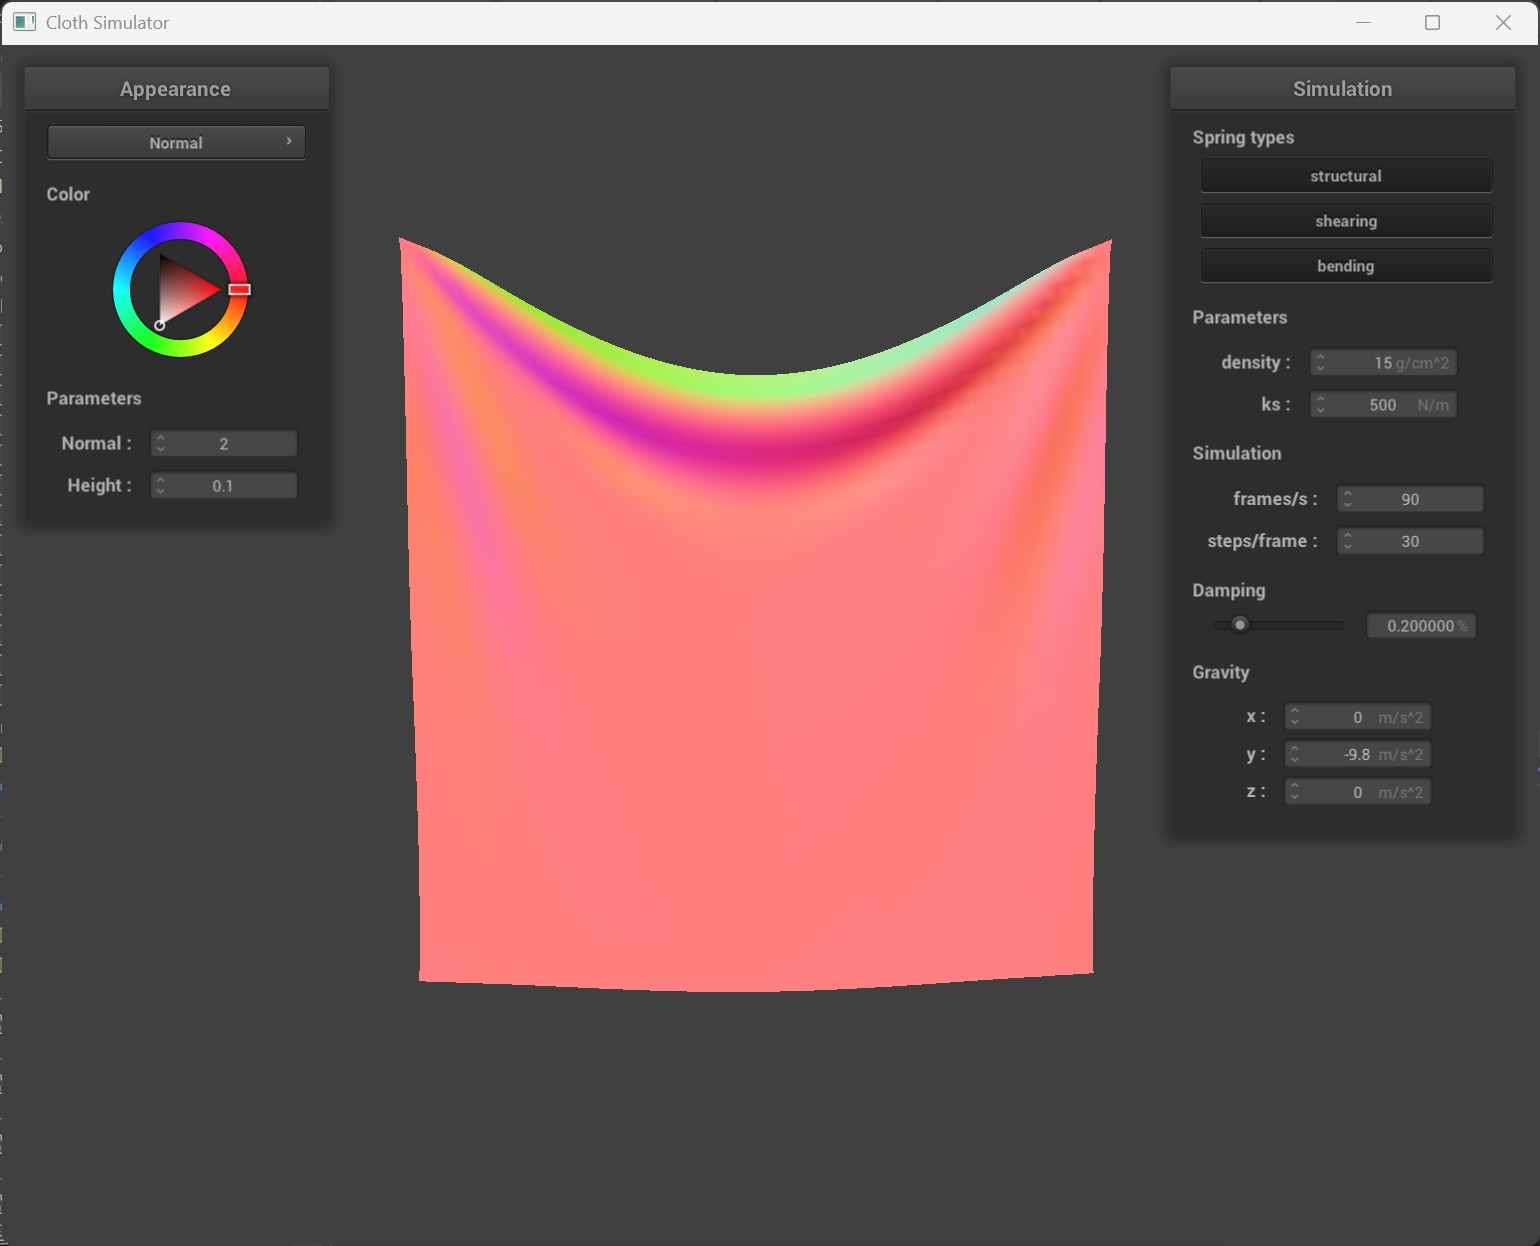 Cloth Simulator
Appearance
Normal
Color
Parameters
Normal : 2
Height : 0.1
Simulation
Spring types
structural
shearing
bending
Parameters
density : 15 g/cm^2
ks : 500 N/m
Simulation
frames/s : 90
steps/frame : 30
Damping
0.200000 %
Gravity
x : 0 m/s^2
y : -9.8 m/s^2
z : 0 m/s^2